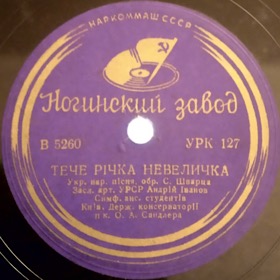 НАРКОММАШ СССР
Ногинский завод
В 5260 УРК 127
ТЕЧЕ РІЧКА НЕВЕЛИЧКА
Укр. нар. пісня, обр. С. Шварца
Засл. арт. УРСР Андрій Іванов
Симф. анс. студентів
Київ. Держ. консерваторії
п/к. О. А. Сандлера